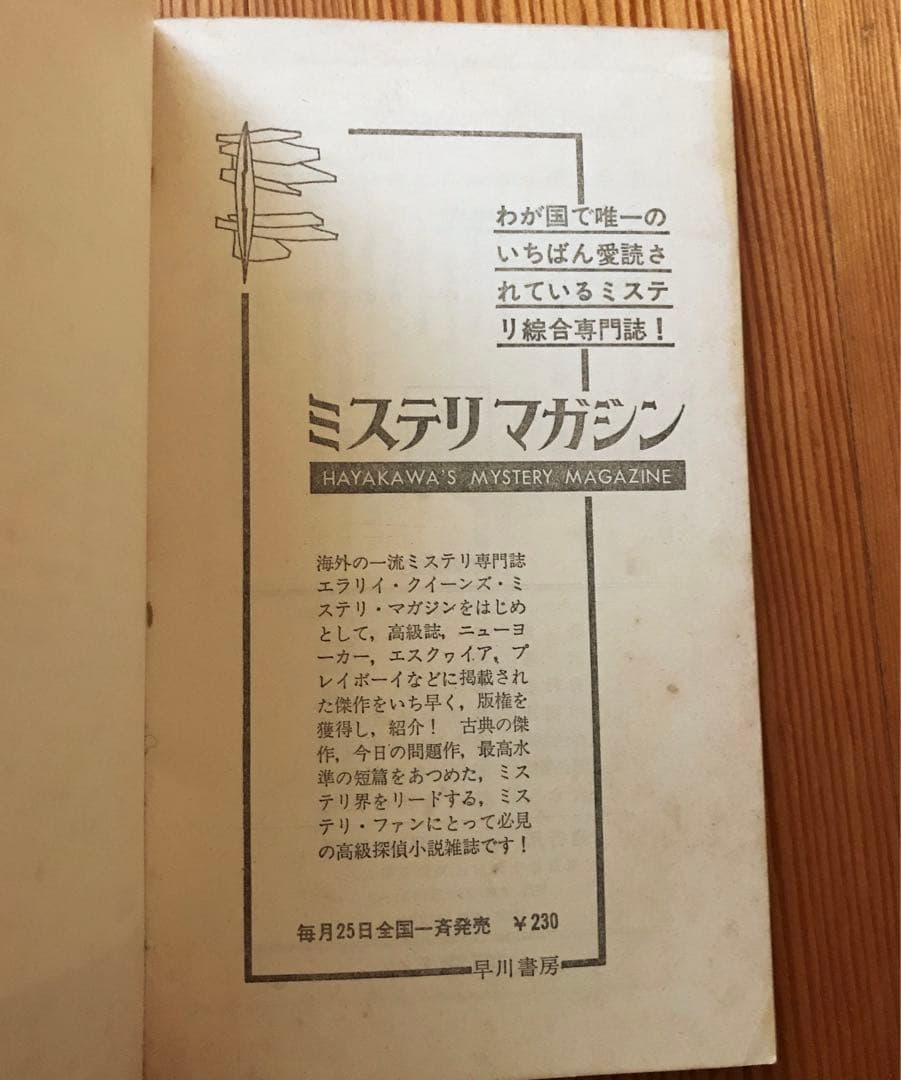 わが国で唯一の
いちばん愛読さ
れているミステ
リ綜合専門誌！
ミステリマガジン
HAYAKAWA'S MYSTERY MAGAZINE
海外の一流ミステリ専門誌
エラリイ・クイーンズ・ミ
ステリ・マガジンをはじめ
として，高級誌，ニューヨ
ーカー，エスクヮイア，プ
レイボーイなどに掲載され
た傑作をいち早く，版権を
獲得し，紹介！　古典の傑
作，今日の問題作，最高水
準の短篇をあつめた，ミス
テリ界をリードする，ミス
テリ・ファンにとって必見
の高級探偵小説雑誌です！
毎月25日全国一斉発売　￥230
早川書房